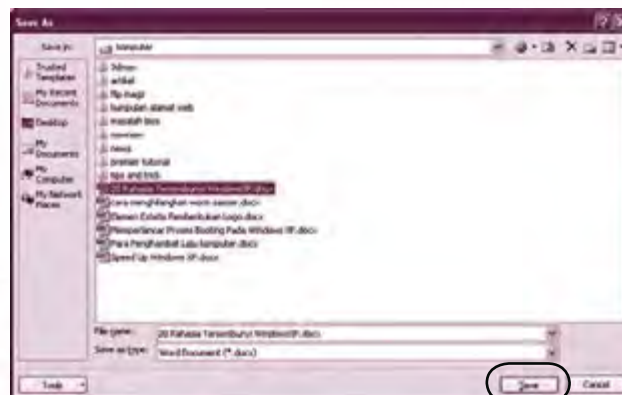 Save As
Save in:
komputer
Trusted Templates
My Recent Documents
Desktop
My Documents
My Computer
My Network Places
artikel
flip magz
kumpulan alamat web
masalah bios
news
premier tutorial
tips and trick
20 Rahasia Tersembunyi WindowsXP.docx
cara menghilangkan worm sasser.docx
Elemen Estetis Pembentukan Logo.docx
Memperlancar Proses Booting Pada Windows XP.docx
Para Penghambat Laju komputer.docx
Speed Up Windows XP.docx
File name:
20 Rahasia Tersembunyi WindowsXP.docx
Save as type:
Word Document (*.docx)
Tools
Save
Cancel